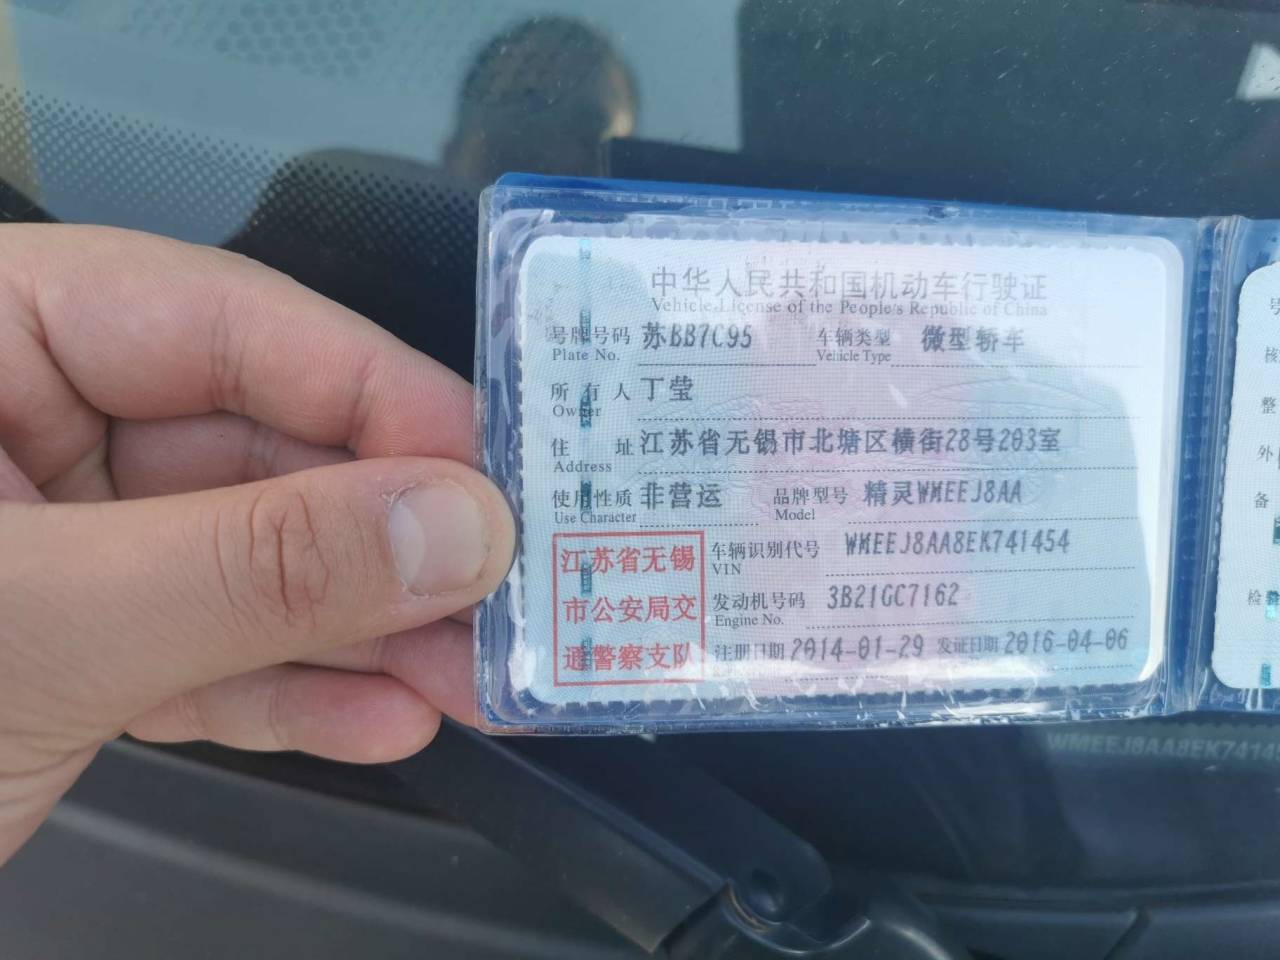 中华人民共和国机动车行驶证
Vehicle License of the People's Republic of China
号牌号码 苏BB7C95 车辆类型 微型轿车
Plate No. Vehicle Type
所有人 丁莹
Owner
住址 江苏省无锡市北塘区横街28号203室
Address
使用性质 非营运 品牌型号 精灵WMEEJ8AA
Use Character Model
江苏省无锡
市公安局交
通警察支队
车辆识别代号 WMEEJ8AA8EK741454
VIN
发动机号码 3B21GC7162
Engine No.
注册日期 2014-01-29 发证日期 2016-04-06
号
核
整
外
备
检
WMEEJ8AA8EK7414